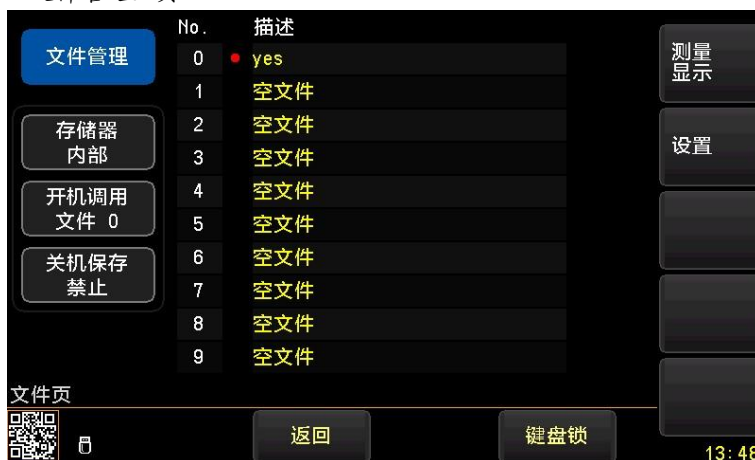 No. 描述
文件管理
0 yes
1 空文件
2 空文件
3 空文件
4 空文件
5 空文件
6 空文件
7 空文件
8 空文件
9 空文件
存储器
内部
开机调用
文件 0
关机保存
禁止
测量
显示
设置
文件页
返回
键盘锁
13:48